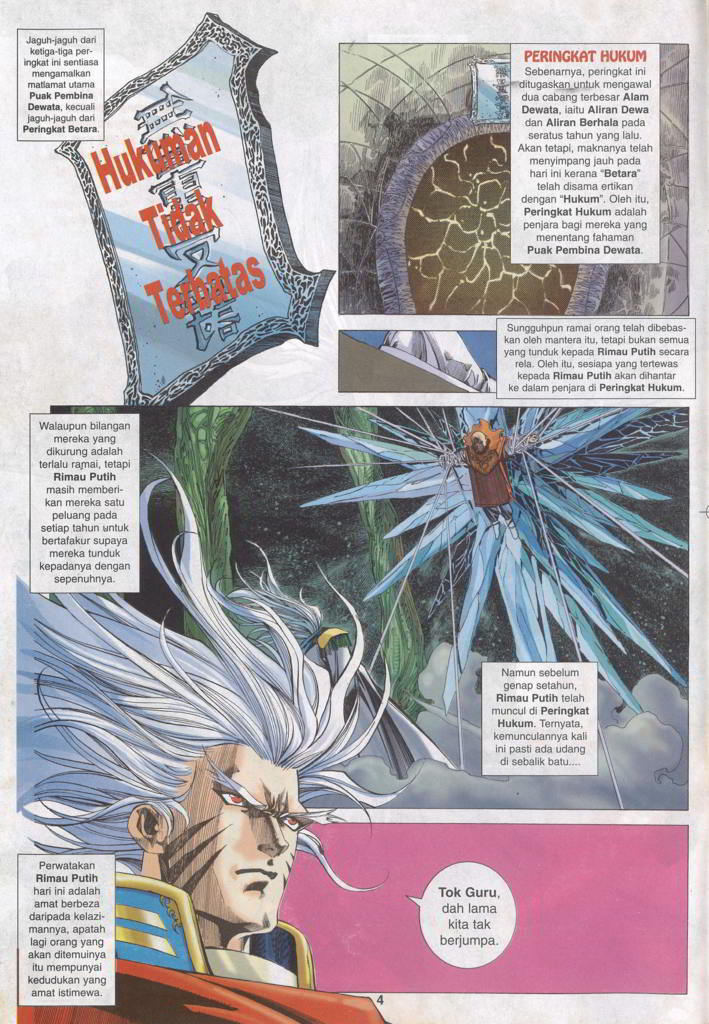 Jaguh-jaguh dari
ketiga-tiga per-
ingkat ini sentiasa
mengamalkan
matlamat utama
Puak Pembina
Dewata, kecuali
jaguh-jaguh dari
Peringkat Betara.
Hukuman
Tidak
Terbatas
PERINGKAT HUKUM
Sebenarnya, peringkat ini
ditugaskan untuk mengawal
dua cabang terbesar Alam
Dewata, iaitu Aliran Dewa
dan Aliran Berhala pada
seratus tahun yang lalu.
Akan tetapi, maknanya telah
menyimpang jauh pada
hari ini kerana "Betara"
telah disama ertikan
dengan "Hukum". Oleh itu,
Peringkat Hukum adalah
penjara bagi mereka yang
menentang fahaman
Puak Pembina Dewata.
Sungguhpun ramai orang telah dibebas-
kan oleh mantera itu, tetapi bukan semua
yang tunduk kepada Rimau Putih secara
rela. Oleh itu, sesiapa yang tertewas
kepada Rimau Putih akan dihantar
ke dalam penjara di Peringkat Hukum.
Walaupun bilangan
mereka yang
dikurung adalah
terlalu ramai, tetapi
Rimau Putih
masih memberi-
kan mereka satu
peluang pada
setiap tahun untuk
bertafakur supaya
mereka tunduk
kepadanya dengan
sepenuhnya.
Namun sebelum
genap setahun,
Rimau Putih telah
muncul di Peringkat
Hukum. Ternyata,
kemunculannya kali
ini pasti ada udang
di sebalik batu....
Perwatakan
Rimau Putih
hari ini adalah
amat berbeza
daripada kelazi-
mannya, apatah
lagi orang yang
akan ditemuinya
itu mempunyai
kedudukan yang
amat istimewa.
Tok Guru,
dah lama
kita tak
berjumpa.
4